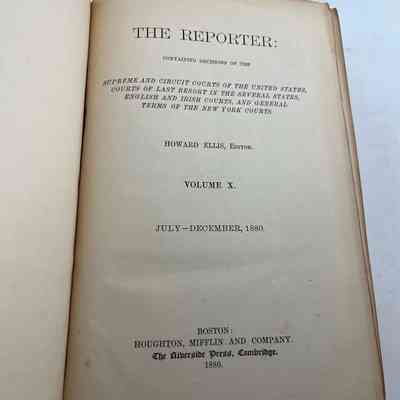 THE REPORTER:
CONTAINING DECISIONS OF THE
SUPREME AND CIRCUIT COURTS OF THE UNITED STATES,
COURTS OF LAST RESORT IN THE SEVERAL STATES,
ENGLISH AND IRISH COURTS, AND GENERAL
TERMS OF THE NEW YORK COURTS
HOWARD ELLIS, EDITOR.
VOLUME X.
JULY—DECEMBER, 1880.
BOSTON:
HOUGHTON, MIFFLIN AND COMPANY.
The Riverside Press, Cambridge.
1880.